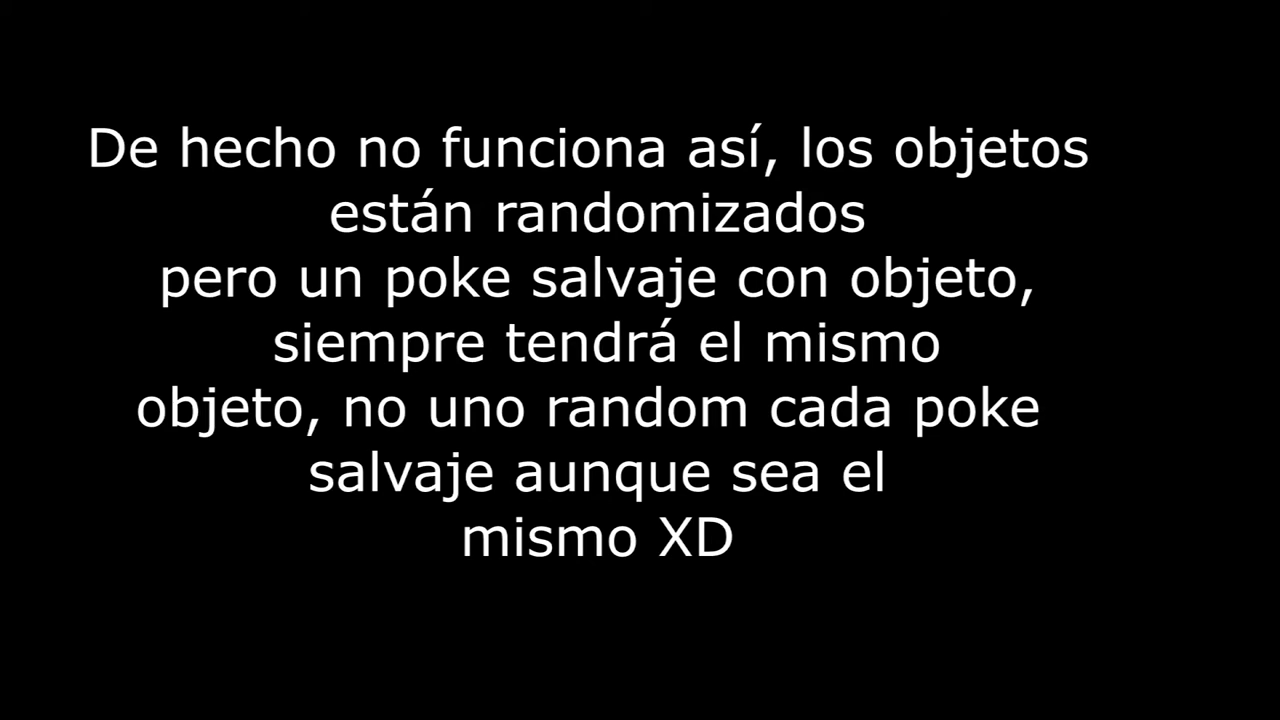 De hecho no funciona así, los objetos
están randomizados
pero un poke salvaje con objeto,
siempre tendrá el mismo
objeto, no uno random cada poke
salvaje aunque sea el
mismo XD